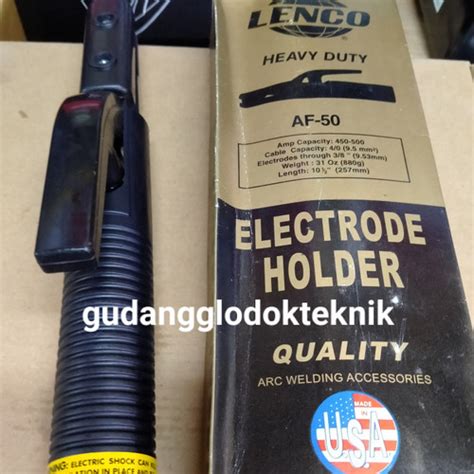 LENCO
HEAVY DUTY
AF-50
Amp Capacity: 450-500
Cable Capacity: 4/0 (9.5 mm²)
Electrodes through 3/8" (9.53mm)
Weight : 31 Oz (880g)
Length: 10⅛" (257mm)
ELECTRODE
HOLDER
gudangglodokteknik
QUALITY
ARC WELDING ACCESSORIES
MADE IN
USA
WARNING: ELECTRIC SHOCK CAN